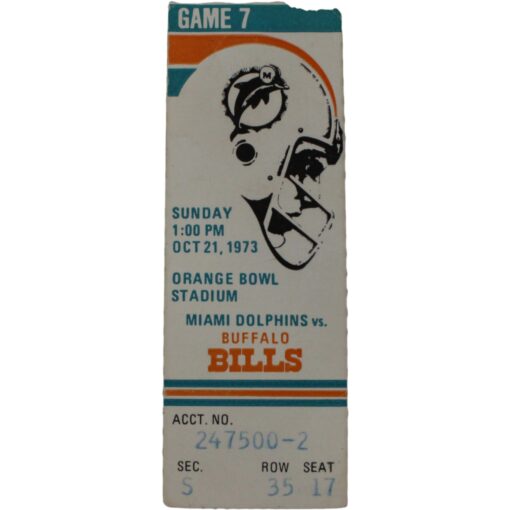 GAME 7
M
SUNDAY
1:00 PM
OCT 21, 1973
ORANGE BOWL
STADIUM
MIAMI DOLPHINS vs.
BUFFALO
BILLS
ACCT. NO.
247500-2
SEC. ROW SEAT
S 35 17